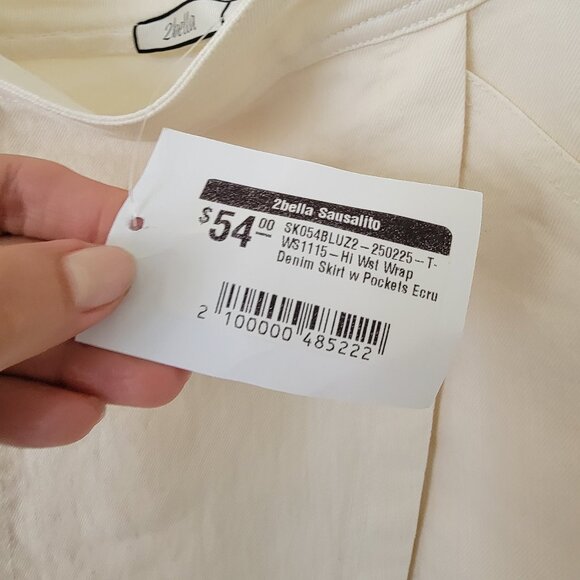 2bella
2bella Sausalito
$54.00
SK054BLUZ2-250225-T-
WS1115-Hi Wst Wrap
Denim Skirt w Pockets Ecru
2 100000 485222